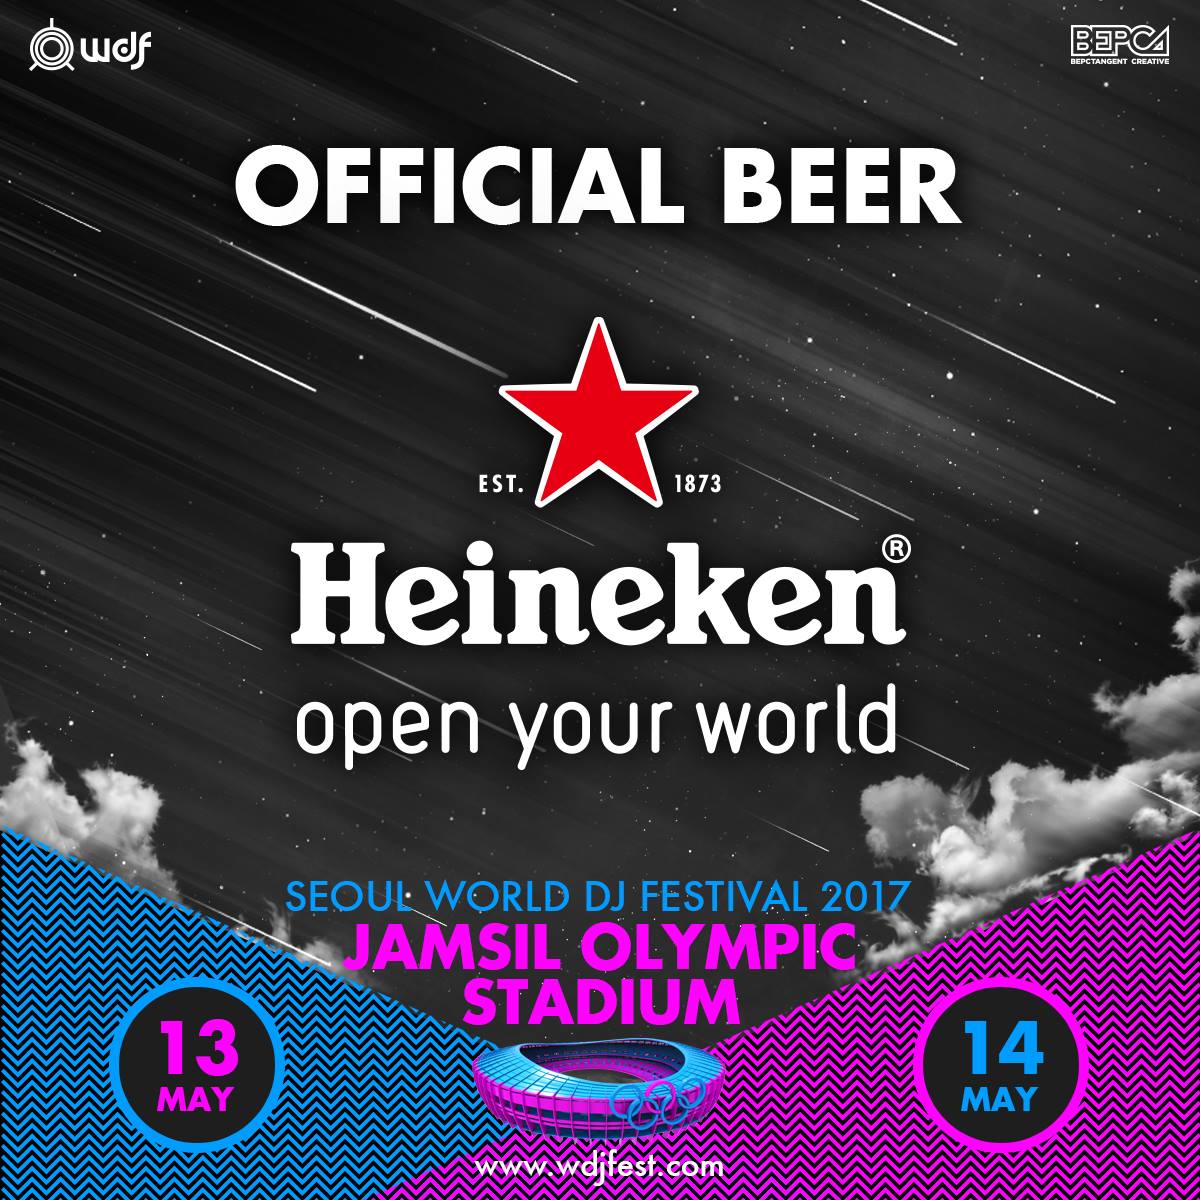 wdf
BEPCA
BEPCTANGENT CREATIVE
OFFICIAL BEER
EST. 1873
Heineken®
open your world
SEOUL WORLD DJ FESTIVAL 2017
JAMSIL OLYMPIC
STADIUM
13
MAY
14
MAY
www.wdjfest.com